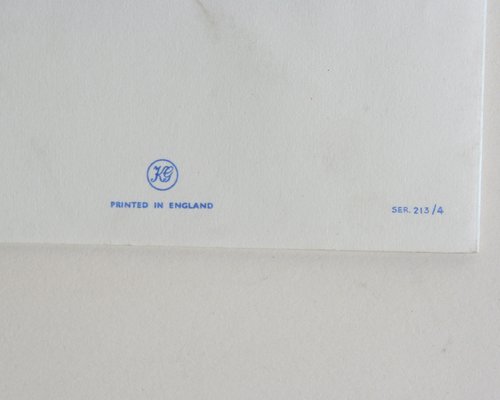 KG
PRINTED IN ENGLAND
SER. 213/4